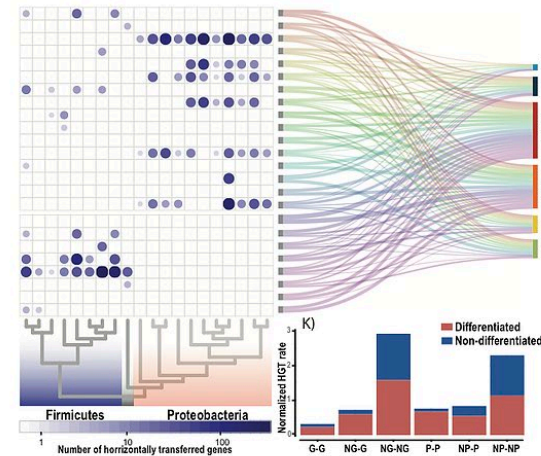 K)
3
2
1
0
Normalized HGT rate
Differentiated
Non-differentiated
G-G NG-G NG-NG P-P NP-P NP-NP
Firmicutes Proteobacteria
1 10 100
Number of horrizontally transferred genes